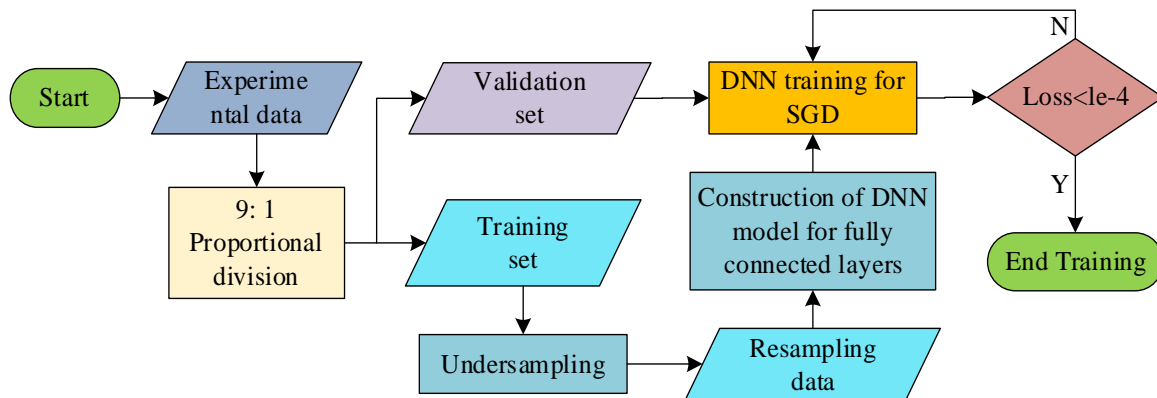 Start
Experime
ntal data
9: 1
Proportional
division
Validation
set
Training
set
Undersampling
Resampling
data
Construction of DNN
model for fully
connected layers
DNN training for
SGD
N
Loss<le-4
Y
End Training